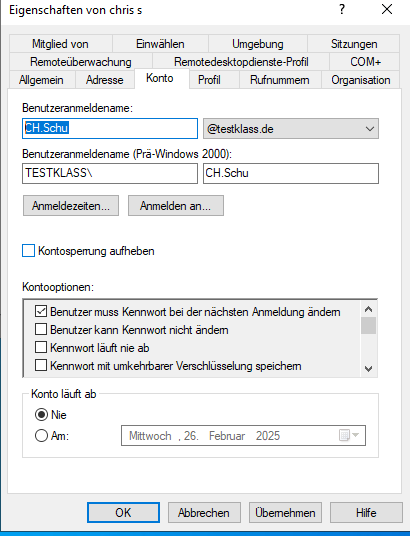 Eigenschaften von chris s ? ×
Mitglied von Einwählen Umgebung Sitzungen
Remoteüberwachung Remotedesktopdienste-Profil COM+
Allgemein Adresse Konto Profil Rufnummern Organisation
Benutzeranmeldename:
CH.Schu @testklass.de
Benutzeranmeldename (Prä-Windows 2000):
TESTKLASS\ CH.Schu
Anmeldezeiten... Anmelden an...
Kontosperrung aufheben
Kontooptionen:
Benutzer muss Kennwort bei der nächsten Anmeldung ändern
Benutzer kann Kennwort nicht ändern
Kennwort läuft nie ab
Kennwort mit umkehrbarer Verschlüsselung speichern
Konto läuft ab
Nie
Am: Mittwoch , 26. Februar 2025
OK Abbrechen Übernehmen Hilfe